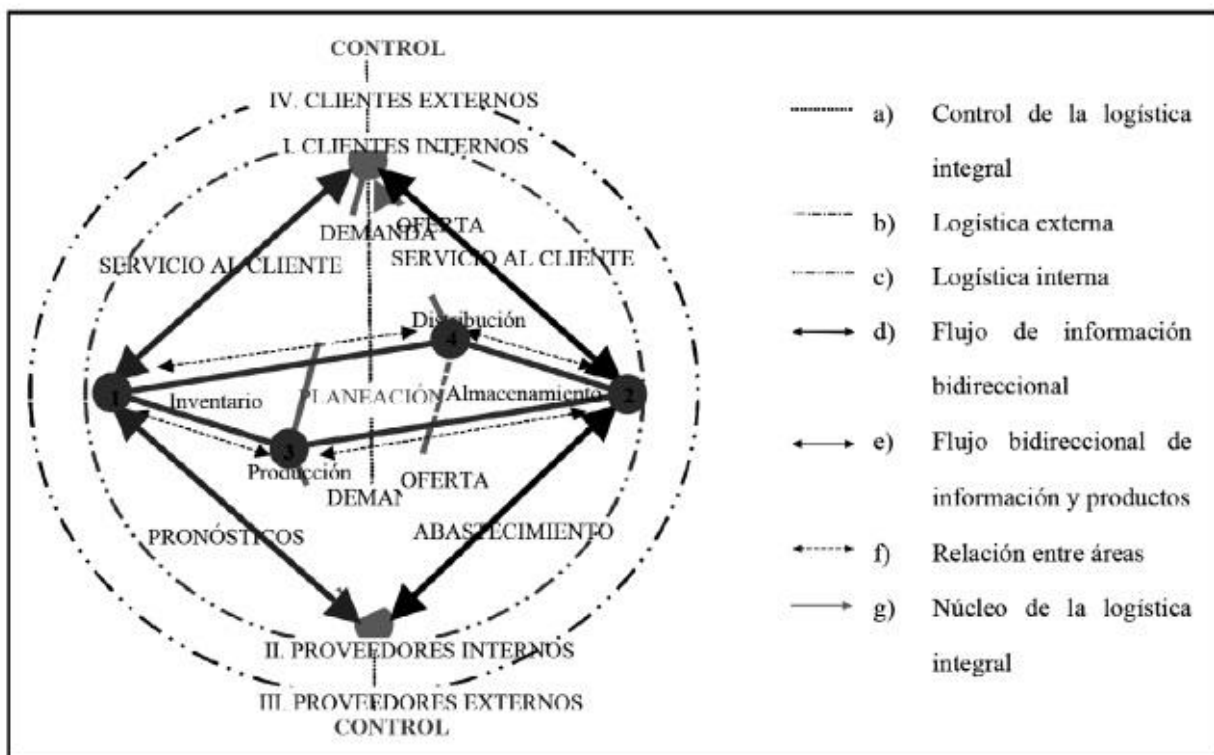 CONTROL
IV. CLIENTES EXTERNOS
I. CLIENTES INTERNOS
OFERTA
DEMANDA
SERVICIO AL CLIENTE
SERVICIO AL CLIENTE
Distribución
4
1
Inventario
PLANEACIÓN
Almacenamiento
2
3
Producción
OFERTA
DEMAN
PRONÓSTICOS
ABASTECIMIENTO
II. PROVEEDORES INTERNOS
III. PROVEEDORES EXTERNOS
CONTROL
a) Control de la logística
integral
b) Logística externa
c) Logística interna
d) Flujo de información
bidireccional
e) Flujo bidireccional de
información y productos
f) Relación entre áreas
g) Núcleo de la logística
integral